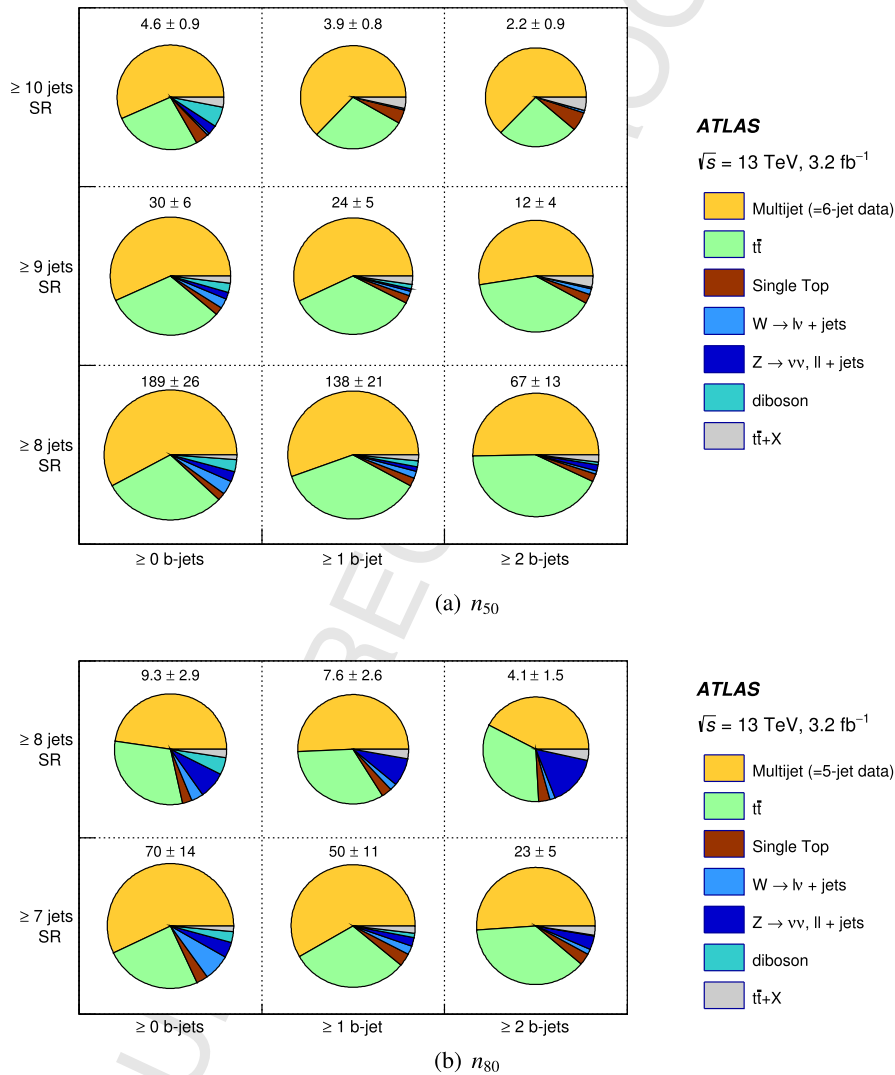 4.6 ± 0.9 3.9 ± 0.8 2.2 ± 0.9
≥ 10 jets
SR
30 ± 6 24 ± 5 12 ± 4
≥ 9 jets
SR
189 ± 26 138 ± 21 67 ± 13
≥ 8 jets
SR
≥ 0 b-jets ≥ 1 b-jet ≥ 2 b-jets
ATLAS
√s = 13 TeV, 3.2 fb⁻¹
Multijet (=6-jet data)
tt̄
Single Top
W → lν + jets
Z → νν, ll + jets
diboson
tt̄+X
(a) n₅₀
9.3 ± 2.9 7.6 ± 2.6 4.1 ± 1.5
≥ 8 jets
SR
70 ± 14 50 ± 11 23 ± 5
≥ 7 jets
SR
≥ 0 b-jets ≥ 1 b-jet ≥ 2 b-jets
ATLAS
√s = 13 TeV, 3.2 fb⁻¹
Multijet (=5-jet data)
tt̄
Single Top
W → lν + jets
Z → νν, ll + jets
diboson
tt̄+X
(b) n₈₀